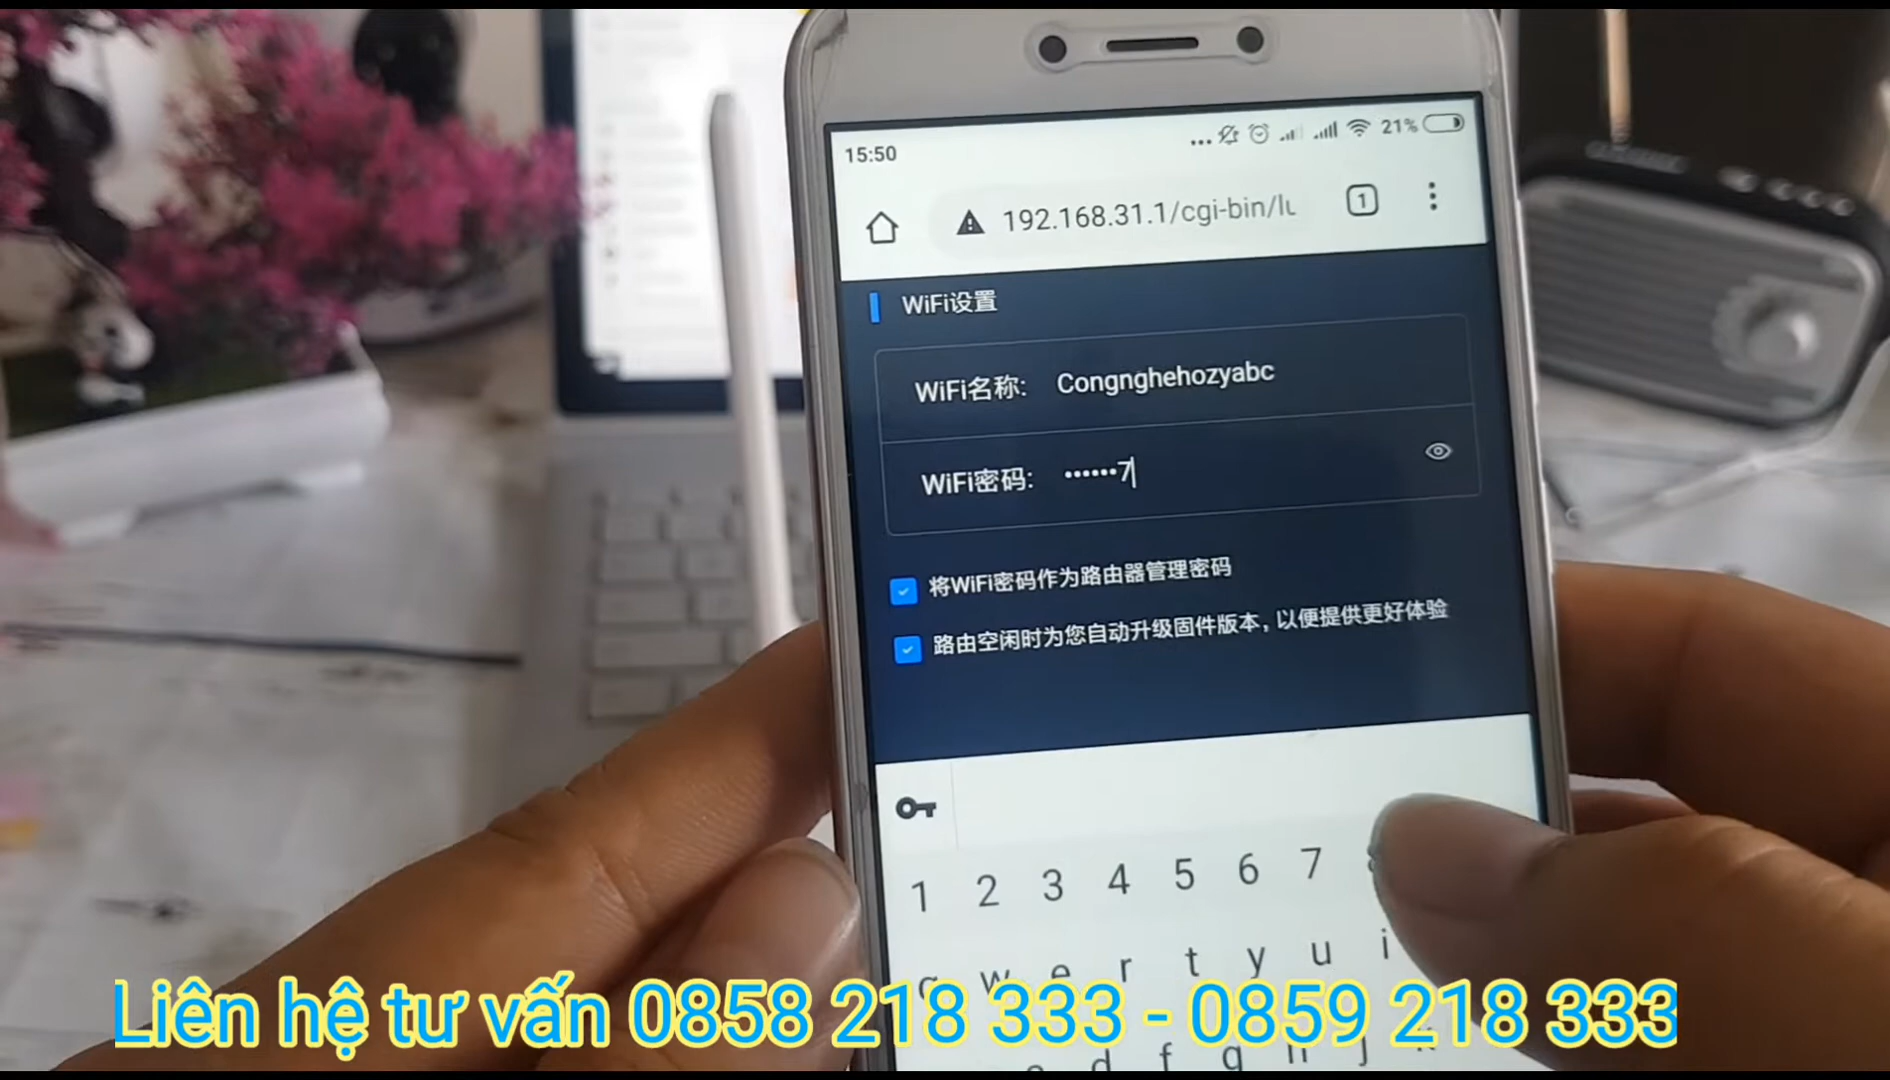 15:50
21%
192.168.31.1/cgi-bin/lu
1
WiFi设置
WiFi名称: Congnghehozyabc
WiFi密码: ••••••7
将WiFi密码作为路由器管理密码
路由空闲时为您自动升级固件版本，以便提供更好体验
1 2 3 4 5 6 7
q w e r t y u i
d f g h j k
Liên hệ tư vấn 0858 218 333 - 0859 218 333